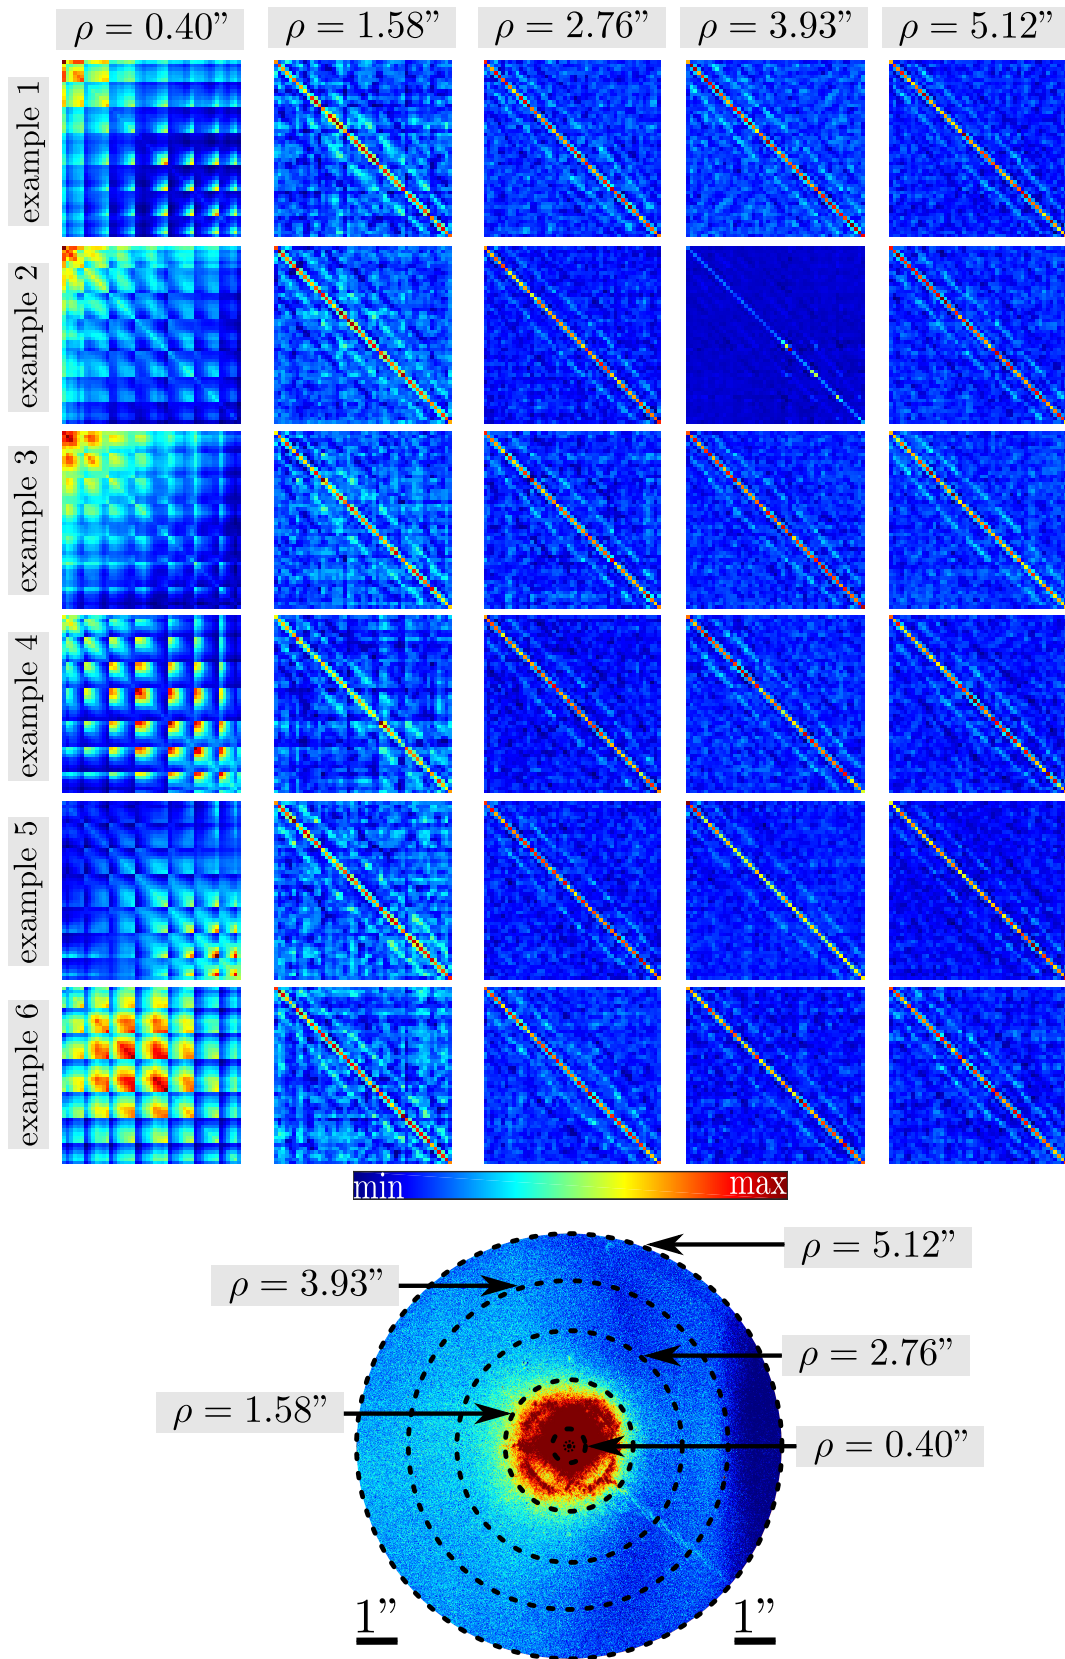 ρ = 0.40” ρ = 1.58” ρ = 2.76” ρ = 3.93” ρ = 5.12”
example 1
example 2
example 3
example 4
example 5
example 6
min max
ρ = 5.12”
ρ = 3.93”
ρ = 2.76”
ρ = 1.58”
ρ = 0.40”
1” 1”